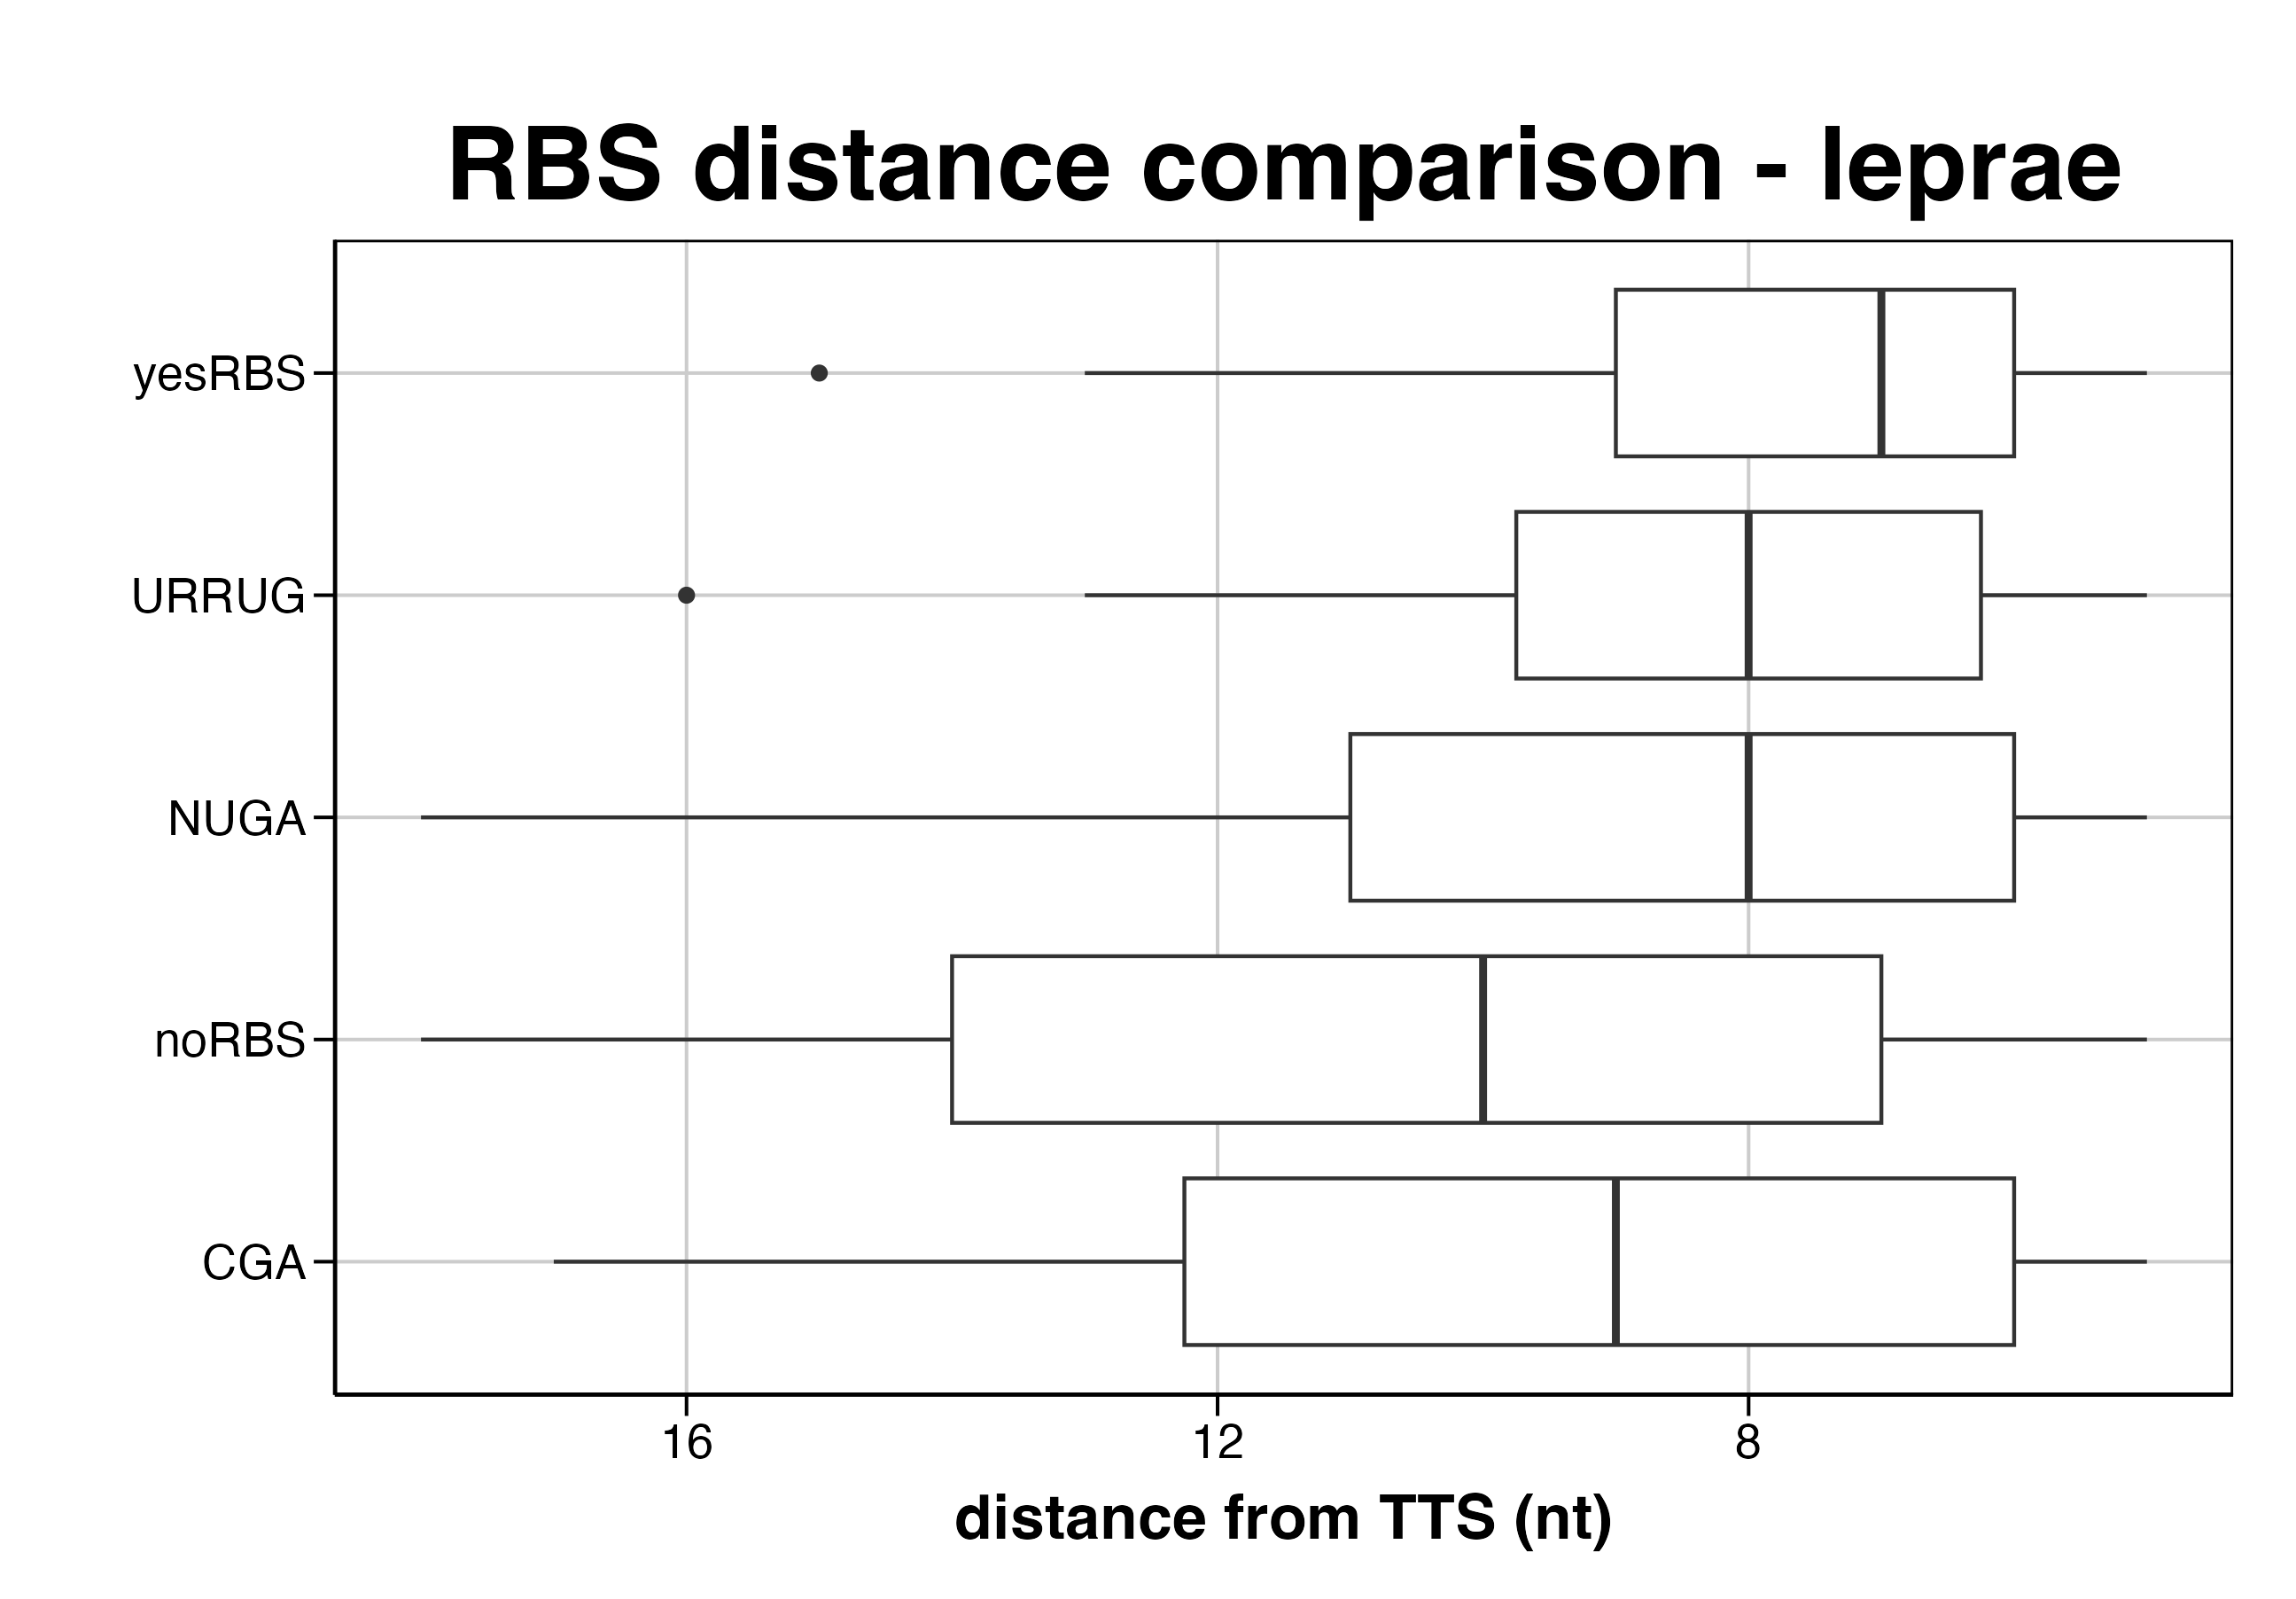 RBS distance comparison - leprae
yesRBS
URRUG
NUGA
noRBS
CGA
16 12 8
distance from TTS (nt)